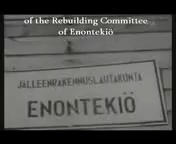 of the Rebuilding Committee
of Enontekiö
JÄLLEENRAKENNUSLAUTAKUNTA
ENONTEKIÖ